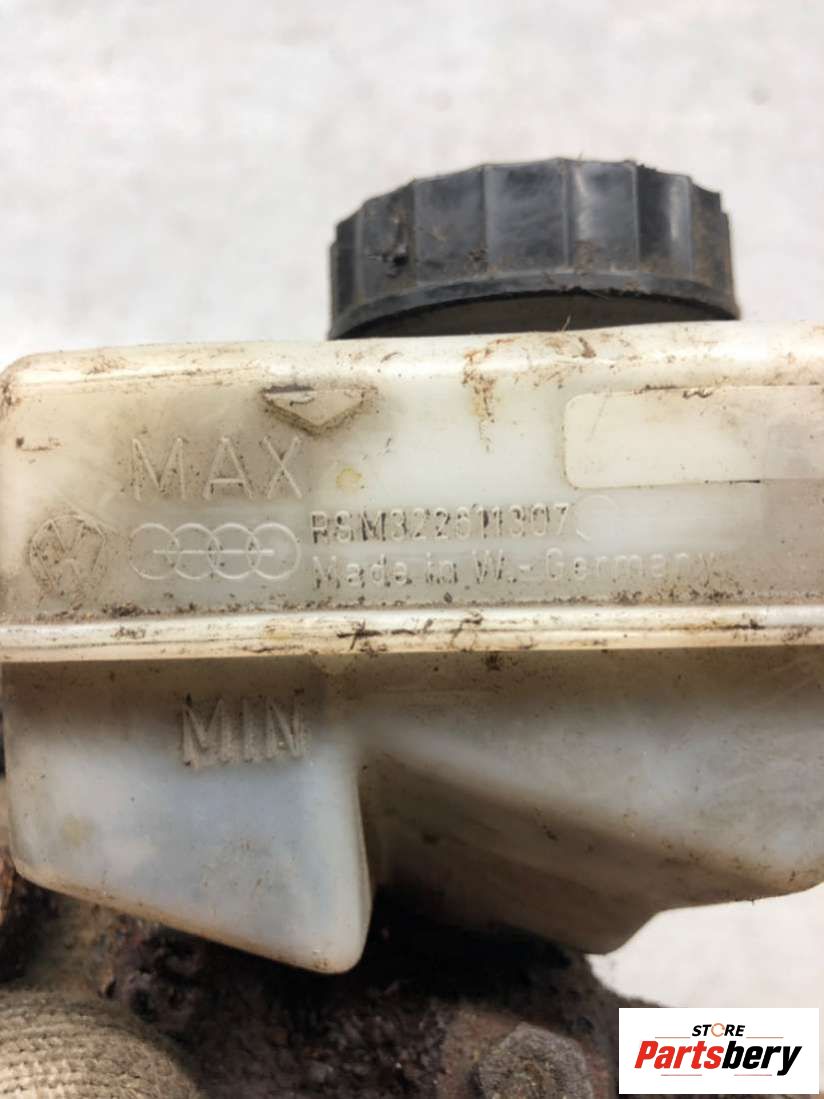 MAX
RSM322611307
Made in W.-Germany
MIN
STORE
Partsbery